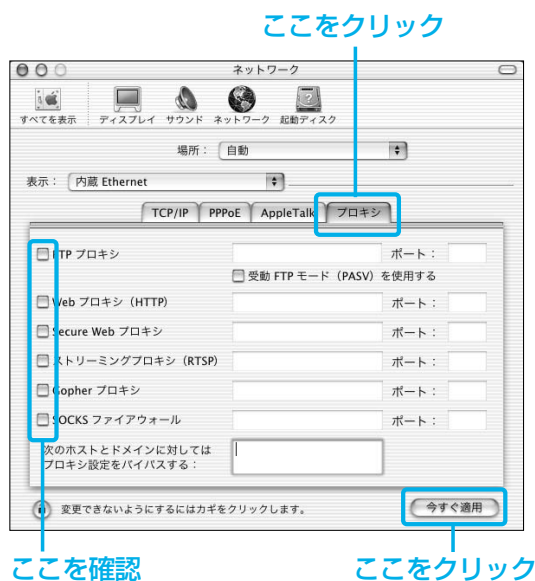 ここをクリック
ネットワーク
すべてを表示 ディスプレイ サウンド ネットワーク 起動ディスク
場所： 自動
表示： 内蔵 Ethernet
TCP/IP PPPoE AppleTalk プロキシ
FTP プロキシ ポート：
受動 FTP モード（PASV）を使用する
Web プロキシ（HTTP） ポート：
Secure Web プロキシ ポート：
ストリーミングプロキシ（RTSP） ポート：
Gopher プロキシ ポート：
SOCKS ファイアウォール ポート：
次のホストとドメインに対しては
プロキシ設定をバイパスする：
変更できないようにするにはカギをクリックします。 今すぐ適用
ここを確認 ここをクリック